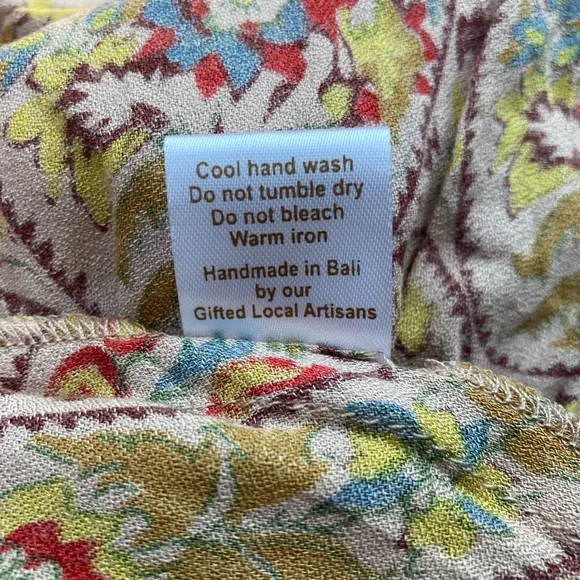 Cool hand wash
Do not tumble dry
Do not bleach
Warm iron
Handmade in Bali
by our
Gifted Local Artisans